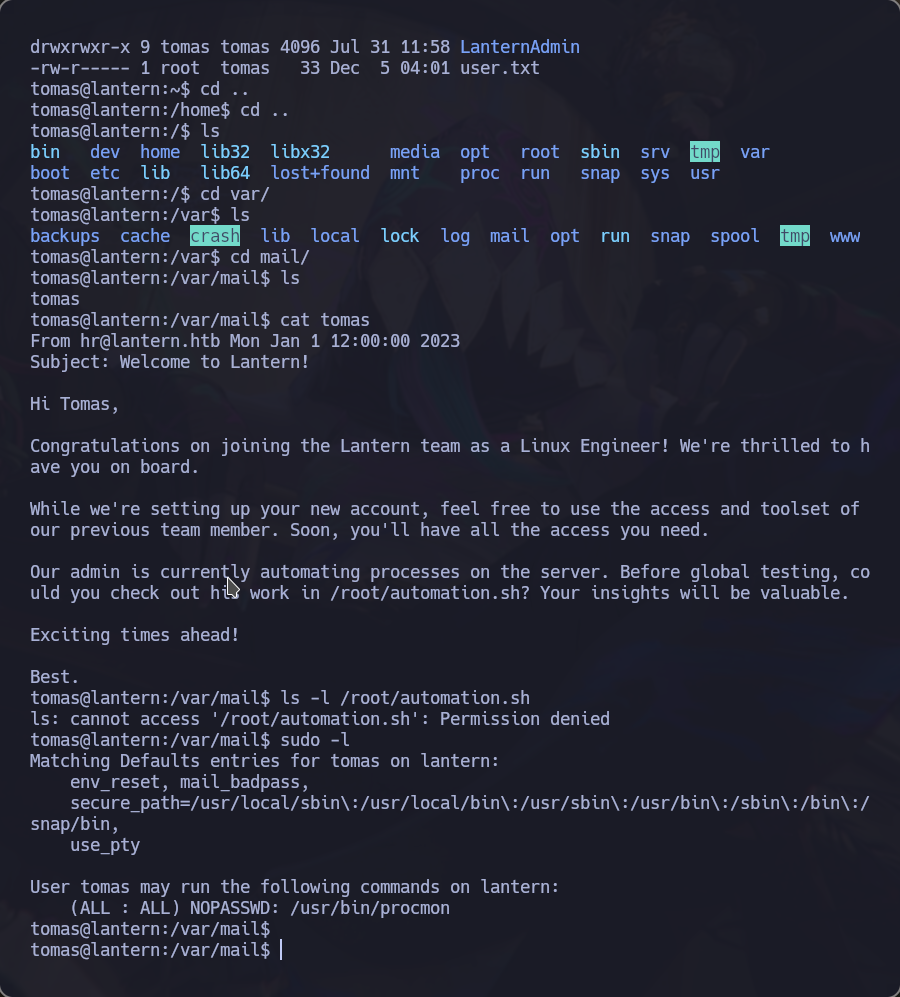 drwxrwxr-x 9 tomas tomas 4096 Jul 31 11:58 LanternAdmin
-rw-r----- 1 root  tomas   33 Dec  5 04:01 user.txt
tomas@lantern:~$ cd ..
tomas@lantern:/home$ cd ..
tomas@lantern:/$ ls
bin   dev  home  lib32  libx32      media  opt   root  sbin  srv  tmp  var
boot  etc  lib   lib64  lost+found  mnt    proc  run   snap  sys  usr
tomas@lantern:/$ cd var/
tomas@lantern:/var$ ls
backups  cache  crash  lib  local  lock  log  mail  opt  run  snap  spool  tmp  www
tomas@lantern:/var$ cd mail/
tomas@lantern:/var/mail$ ls
tomas
tomas@lantern:/var/mail$ cat tomas
From hr@lantern.htb Mon Jan 1 12:00:00 2023
Subject: Welcome to Lantern!

Hi Tomas,

Congratulations on joining the Lantern team as a Linux Engineer! We're thrilled to h
ave you on board.

While we're setting up your new account, feel free to use the access and toolset of
our previous team member. Soon, you'll have all the access you need.

Our admin is currently automating processes on the server. Before global testing, co
uld you check out his work in /root/automation.sh? Your insights will be valuable.

Exciting times ahead!

Best.
tomas@lantern:/var/mail$ ls -l /root/automation.sh
ls: cannot access '/root/automation.sh': Permission denied
tomas@lantern:/var/mail$ sudo -l
Matching Defaults entries for tomas on lantern:
    env_reset, mail_badpass,
    secure_path=/usr/local/sbin\:/usr/local/bin\:/usr/sbin\:/usr/bin\:/sbin\:/bin\:/
snap/bin,
    use_pty

User tomas may run the following commands on lantern:
    (ALL : ALL) NOPASSWD: /usr/bin/procmon
tomas@lantern:/var/mail$
tomas@lantern:/var/mail$